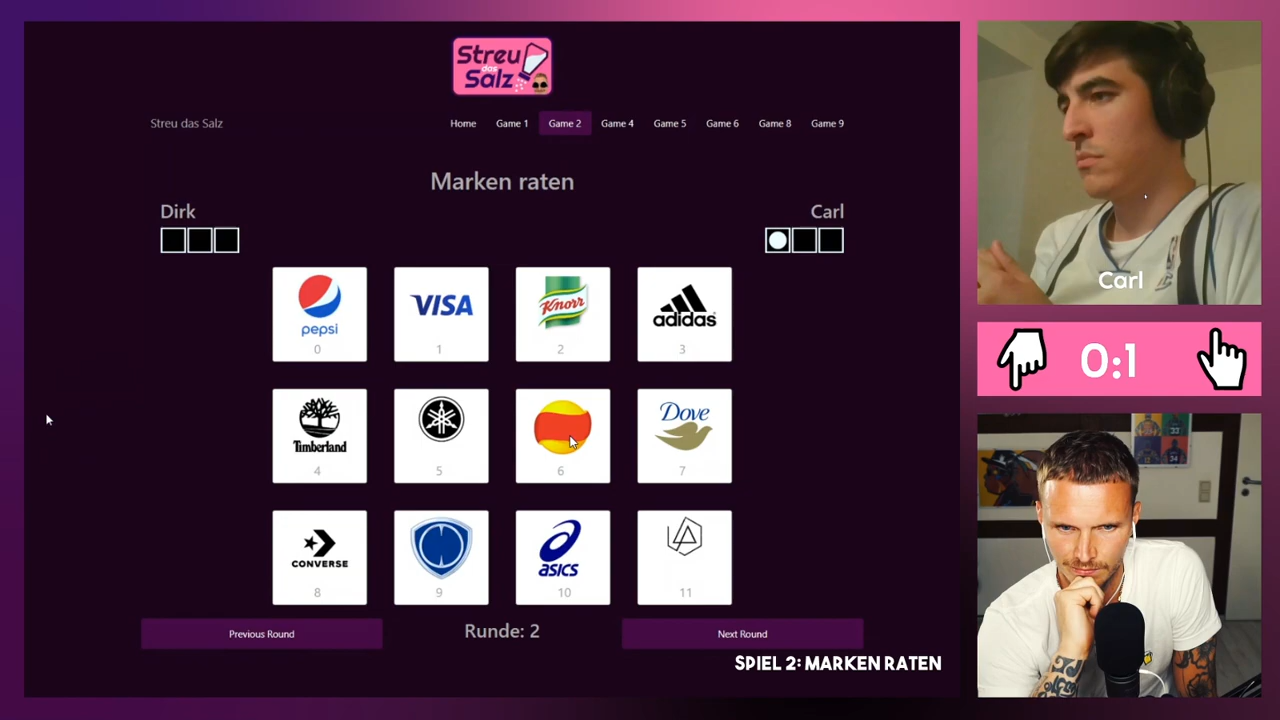 Streu
das
Salz
Streu das Salz
Home
Game 1
Game 2
Game 4
Game 5
Game 6
Game 8
Game 9
Marken raten
Dirk
Carl
pepsi
0
VISA
1
Knorr
2
adidas
3
Timberland
4
5
6
Dove
7
CONVERSE
8
9
asics
10
11
Previous Round
Runde: 2
Next Round
SPIEL 2: MARKEN RATEN
Carl
0:1